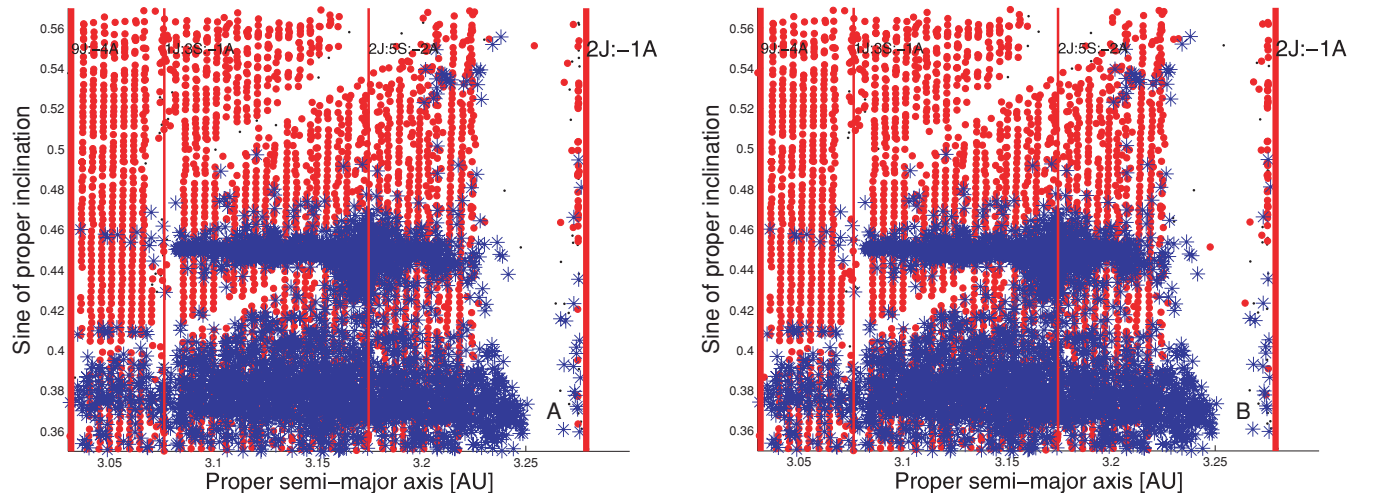 0.56
0.54
0.52
0.5
0.48
0.46
0.44
0.42
0.4
0.38
0.36
Sine of proper inclination
9J:−4A
1J:3S:−1A
2J:5S:−2A
2J:−1A
A
3.05
3.1
3.15
3.2
3.25
Proper semi−major axis [AU]
0.56
0.54
0.52
0.5
0.48
0.46
0.44
0.42
0.4
0.38
0.36
Sine of proper inclination
9J:−4A
1J:3S:−1A
2J:5S:−2A
2J:−1A
B
3.05
3.1
3.15
3.2
3.25
Proper semi−major axis [AU]